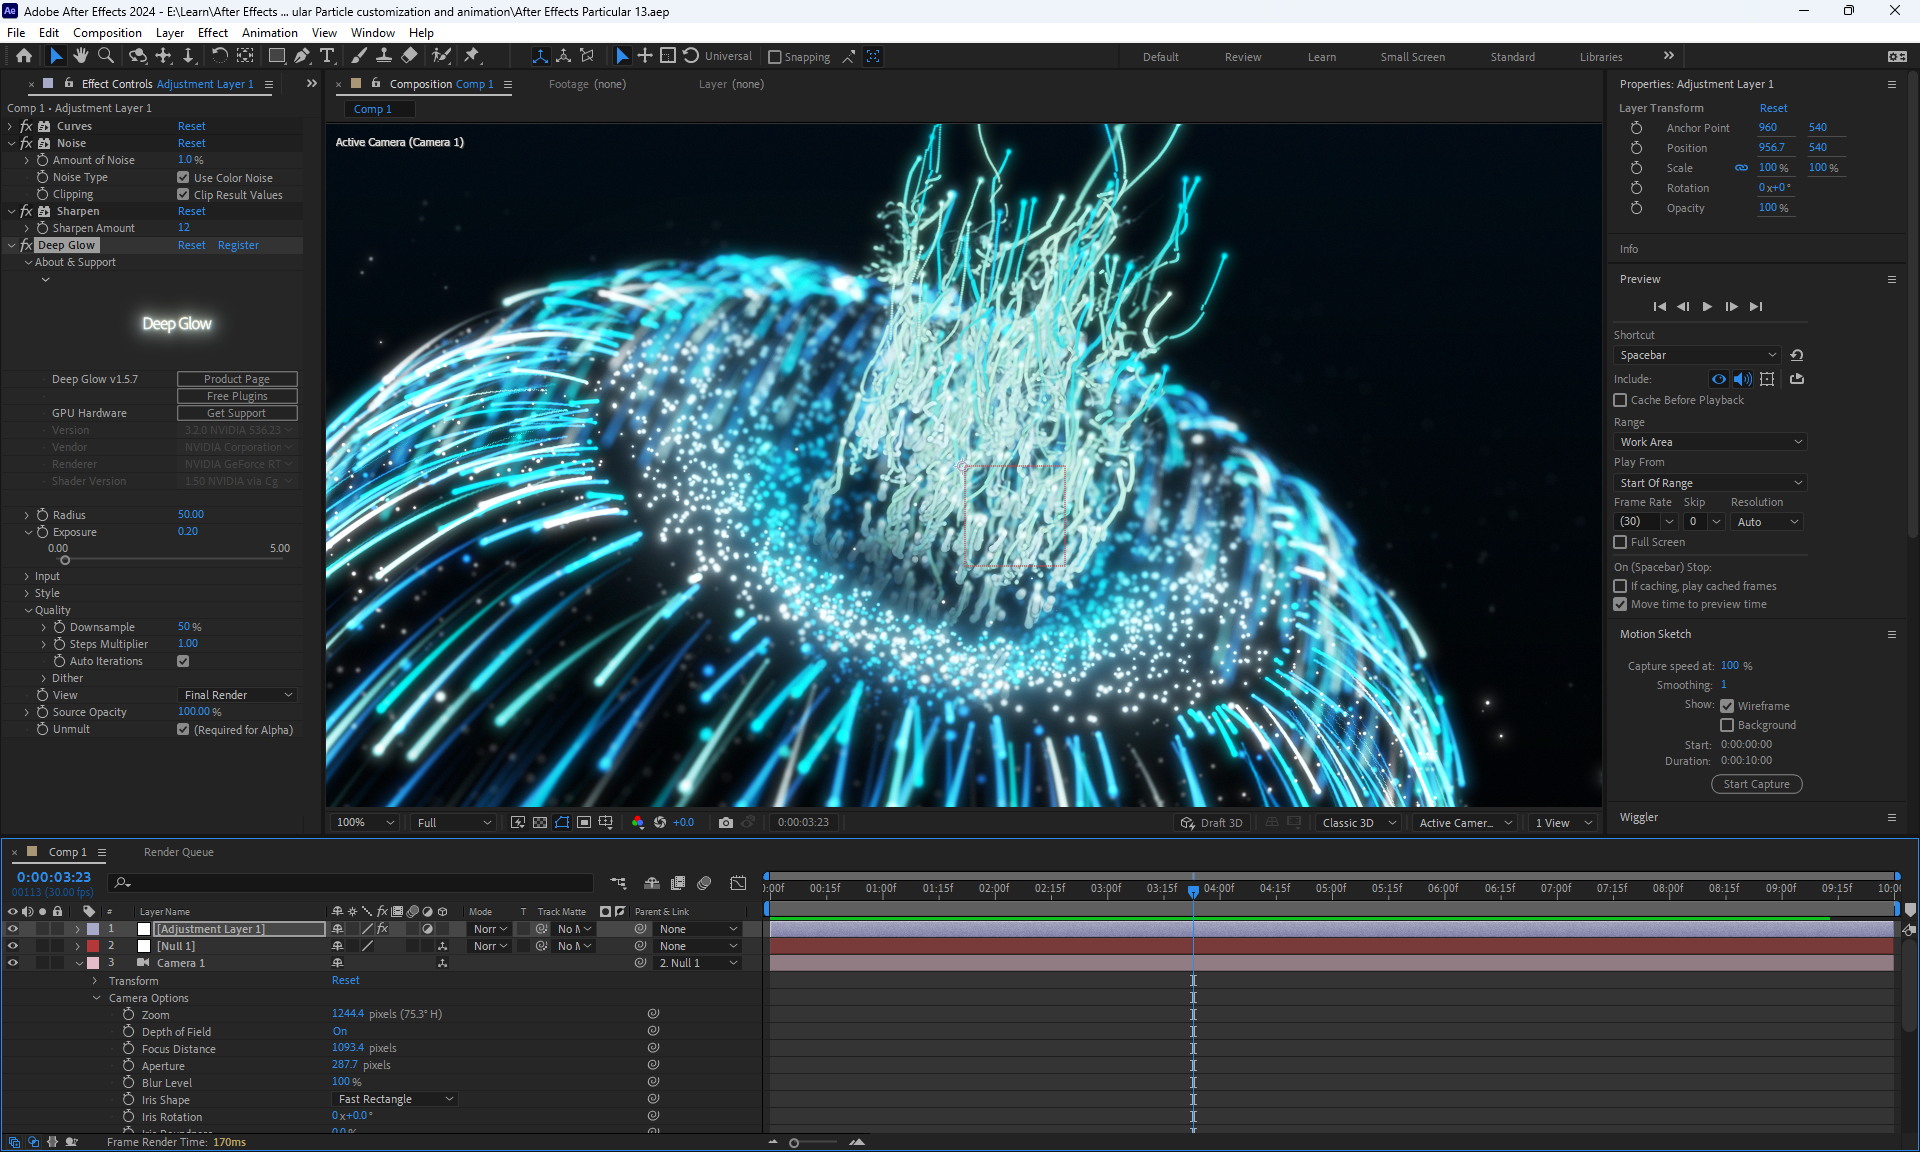 Adobe After Effects 2024 - E:\Learn\After Effects ... ular Particle customization and animation\After Effects Particular 13.aep
File Edit Composition Layer Effect Animation View Window Help
Universal Snapping Default Review Learn Small Screen Standard Libraries
Effect Controls Adjustment Layer 1
Comp 1 • Adjustment Layer 1
fx Curves Reset
fx Noise Reset
Amount of Noise 1.0 %
Noise Type Use Color Noise
Clipping Clip Result Values
fx Sharpen Reset
Sharpen Amount 12
fx Deep Glow Reset Register
About & Support
Deep Glow
Deep Glow v1.5.7 Product Page
Free Plugins
GPU Hardware Get Support
Version 3.2.0 NVIDIA 536.23
Vendor NVIDIA Corporation
Renderer NVIDIA GeForce RT
Shader Version 1.50 NVIDIA via Cg
Radius 50.00
Exposure 0.20
0.00 5.00
Input
Style
Quality
Downsample 50 %
Steps Multiplier 1.00
Auto Iterations
Dither
View Final Render
Source Opacity 100.00 %
Unmult (Required for Alpha)
Composition Comp 1 Footage (none) Layer (none)
Comp 1
Active Camera (Camera 1)
100% Full +0.0 0:00:03:23 Draft 3D Classic 3D Active Camer... 1 View
Properties: Adjustment Layer 1
Layer Transform Reset
Anchor Point 960 540
Position 956.7 540
Scale 100 % 100 %
Rotation 0 x+0 °
Opacity 100 %
Info
Preview
Shortcut
Spacebar
Include:
Cache Before Playback
Range
Work Area
Play From
Start Of Range
Frame Rate Skip Resolution
(30) 0 Auto
Full Screen
On (Spacebar) Stop:
If caching, play cached frames
Move time to preview time
Motion Sketch
Capture speed at: 100 %
Smoothing: 1
Show: Wireframe
Background
Start: 0:00:00:00
Duration: 0:00:10:00
Start Capture
Wiggler
Comp 1 Render Queue
0:00:03:23
00113 (30.00 fps)
0:00f 00:15f 01:00f 01:15f 02:00f 02:15f 03:00f 03:15f 04:00f 04:15f 05:00f 05:15f 06:00f 06:15f 07:00f 07:15f 08:00f 08:15f 09:00f 09:15f 10:0
# Layer Name fx Mode T Track Matte Parent & Link
1 [Adjustment Layer 1] fx Norr No M None
2 [Null 1] Norr No M None
3 Camera 1 2. Null 1
Transform Reset
Camera Options
Zoom 1244.4 pixels (75.3° H)
Depth of Field On
Focus Distance 1093.4 pixels
Aperture 287.7 pixels
Blur Level 100 %
Iris Shape Fast Rectangle
Iris Rotation 0 x+0.0 °
Iris Roundness 0.0 %
Frame Render Time: 170ms